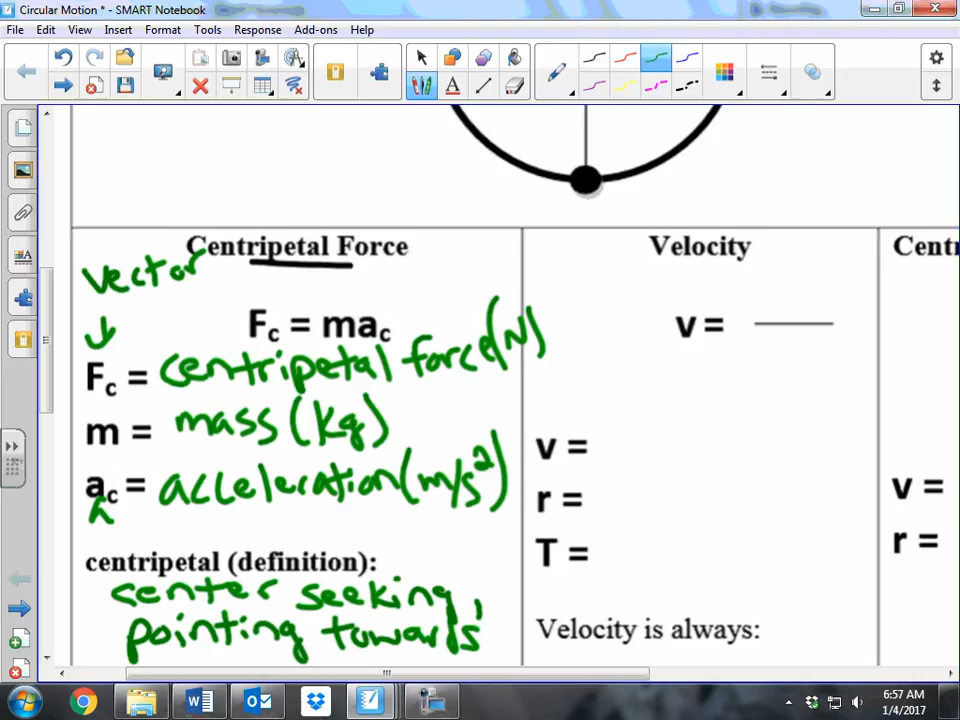 Circular Motion * - SMART Notebook
File Edit View Insert Format Tools Response Add-ons Help
Centripetal Force
vector
Fc = mac
Fc = centripetal force (N)
m = mass (kg)
ac = acceleration (m/s²)
centripetal (definition):
center seeking,
pointing towards
Velocity
v =
v =
r =
T =
Velocity is always:
Cent
v =
r =
6:57 AM
1/4/2017